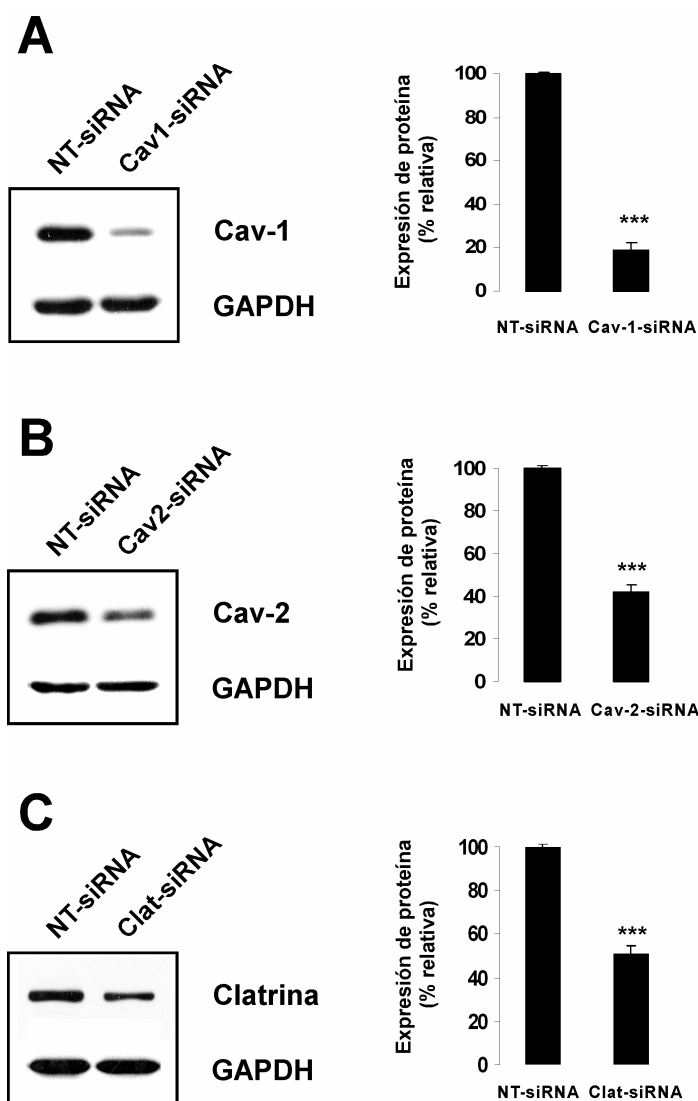 A
NT-siRNA
Cav1-siRNA
Cav-1
GAPDH
Expresión de proteína
(% relativa)
100
80
60
40
20
0
***
NT-siRNA Cav-1-siRNA
B
NT-siRNA
Cav2-siRNA
Cav-2
GAPDH
Expresión de proteína
(% relativa)
100
80
60
40
20
0
***
NT-siRNA Cav-2-siRNA
C
NT-siRNA
Clat-siRNA
Clatrina
GAPDH
Expresión de proteína
(% relativa)
100
80
60
40
20
0
***
NT-siRNA Clat-siRNA